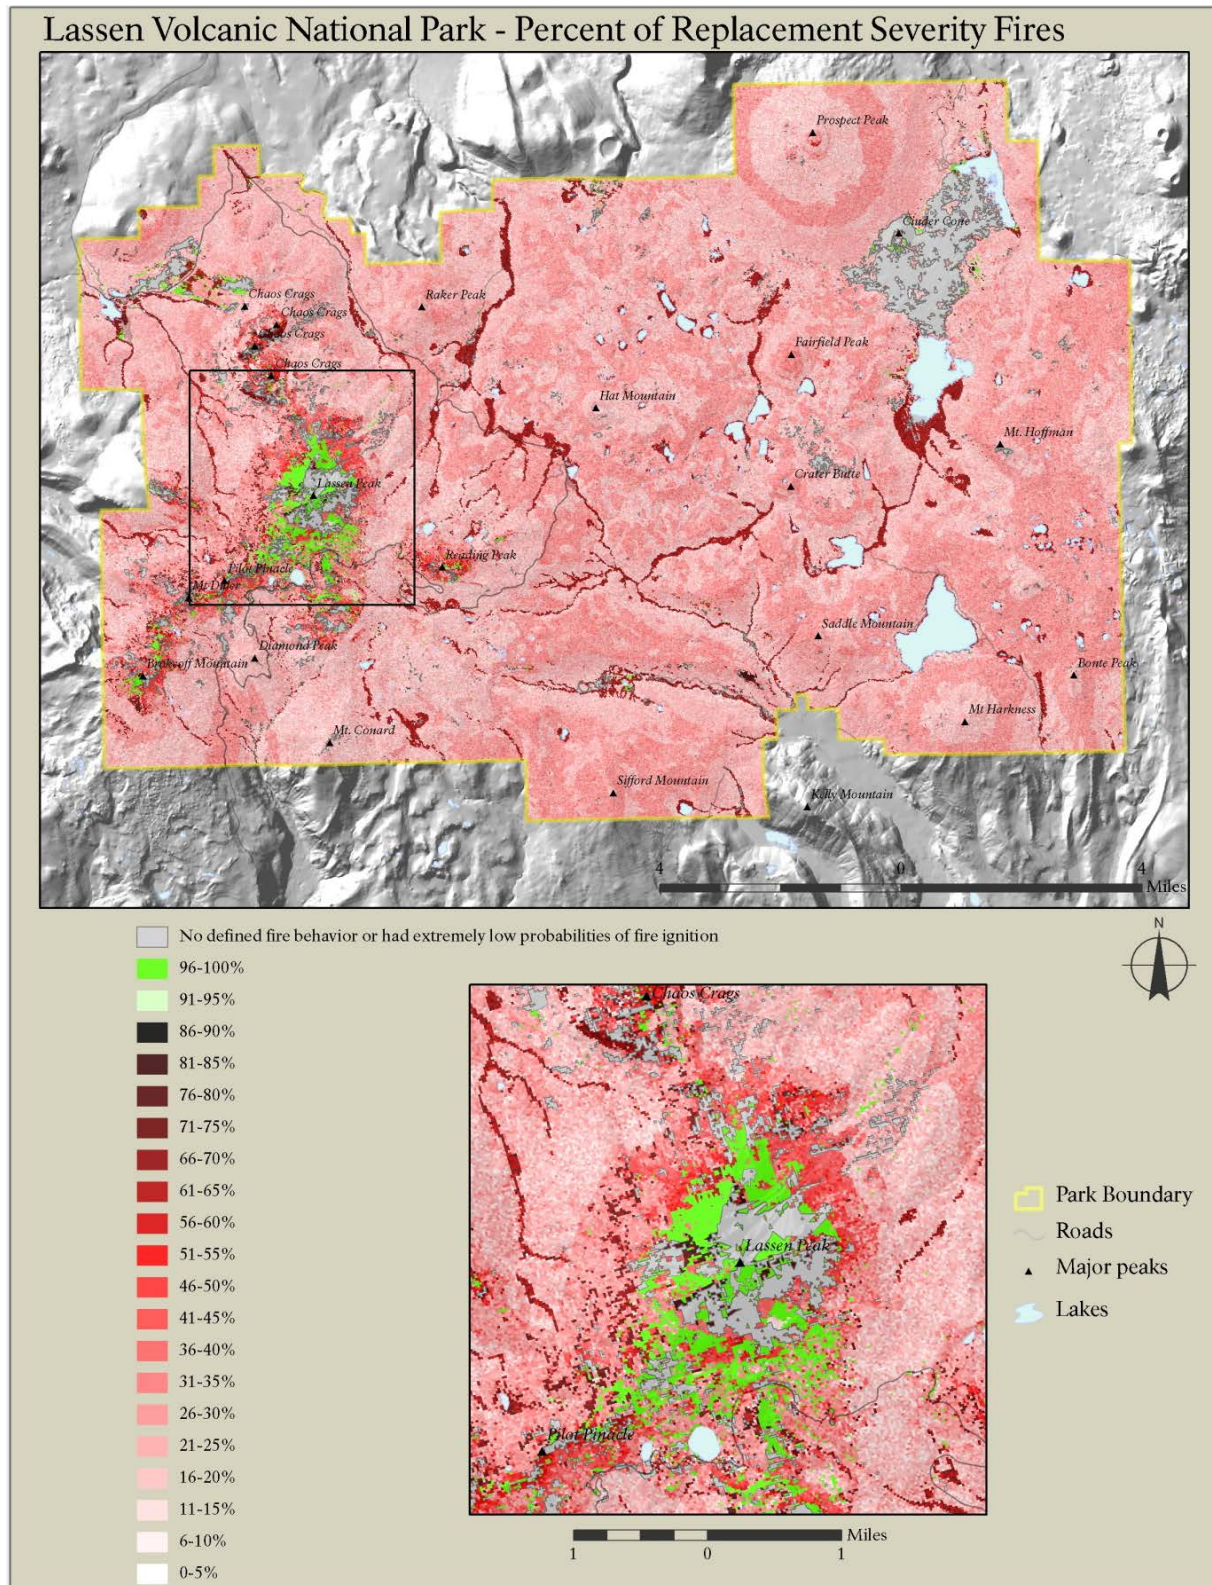 Lassen Volcanic National Park - Percent of Replacement Severity Fires
Prospect Peak
Cinder Cone
Chaos Crags
Chaos Crags
Chaos Crags
Chaos Crags
Raker Peak
Fairfield Peak
Hat Mountain
Mt. Hoffman
Lassen Peak
Crater Butte
Reading Peak
Pilot Pinacle
Mt Diller
Saddle Mountain
Diamond Peak
Brokeoff Mountain
Bonte Peak
Mt Harkness
Mt. Conard
Sifford Mountain
Kelly Mountain
4 0 4
Miles
N
No defined fire behavior or had extremely low probabilities of fire ignition
96-100%
91-95%
86-90%
81-85%
76-80%
71-75%
66-70%
61-65%
56-60%
51-55%
46-50%
41-45%
36-40%
31-35%
26-30%
21-25%
16-20%
11-15%
6-10%
0-5%
Chaos Crags
Lassen Peak
Pilot Pinacle
Miles
1 0 1
Park Boundary
Roads
Major peaks
Lakes